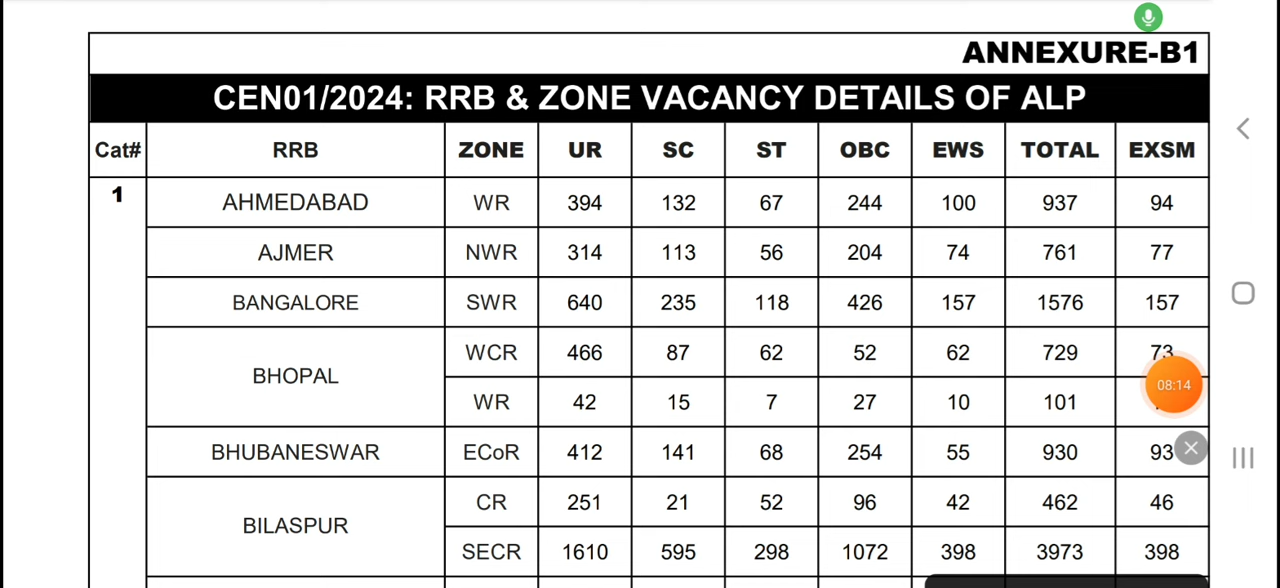 ANNEXURE-B1
CEN01/2024: RRB & ZONE VACANCY DETAILS OF ALP
Cat# RRB ZONE UR SC ST OBC EWS TOTAL EXSM
1 AHMEDABAD WR 394 132 67 244 100 937 94
AJMER NWR 314 113 56 204 74 761 77
BANGALORE SWR 640 235 118 426 157 1576 157
BHOPAL WCR 466 87 62 52 62 729 73
WR 42 15 7 27 10 101
08:14
BHUBANESWAR ECoR 412 141 68 254 55 930 93
BILASPUR CR 251 21 52 96 42 462 46
SECR 1610 595 298 1072 398 3973 398